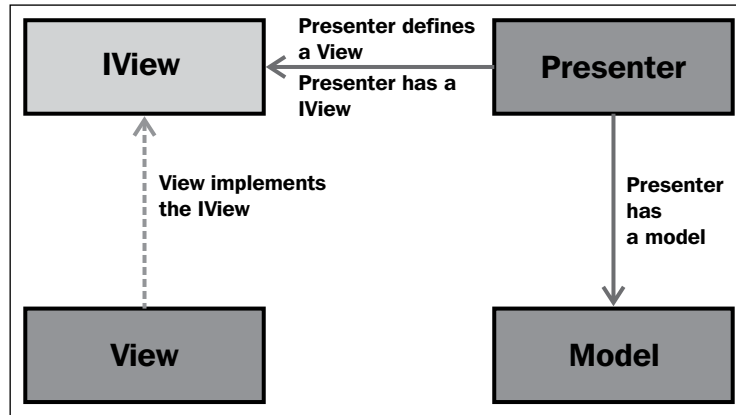 IView
Presenter defines
a View
Presenter has a
IView
Presenter
View implements
the IView
Presenter
has
a model
View
Model